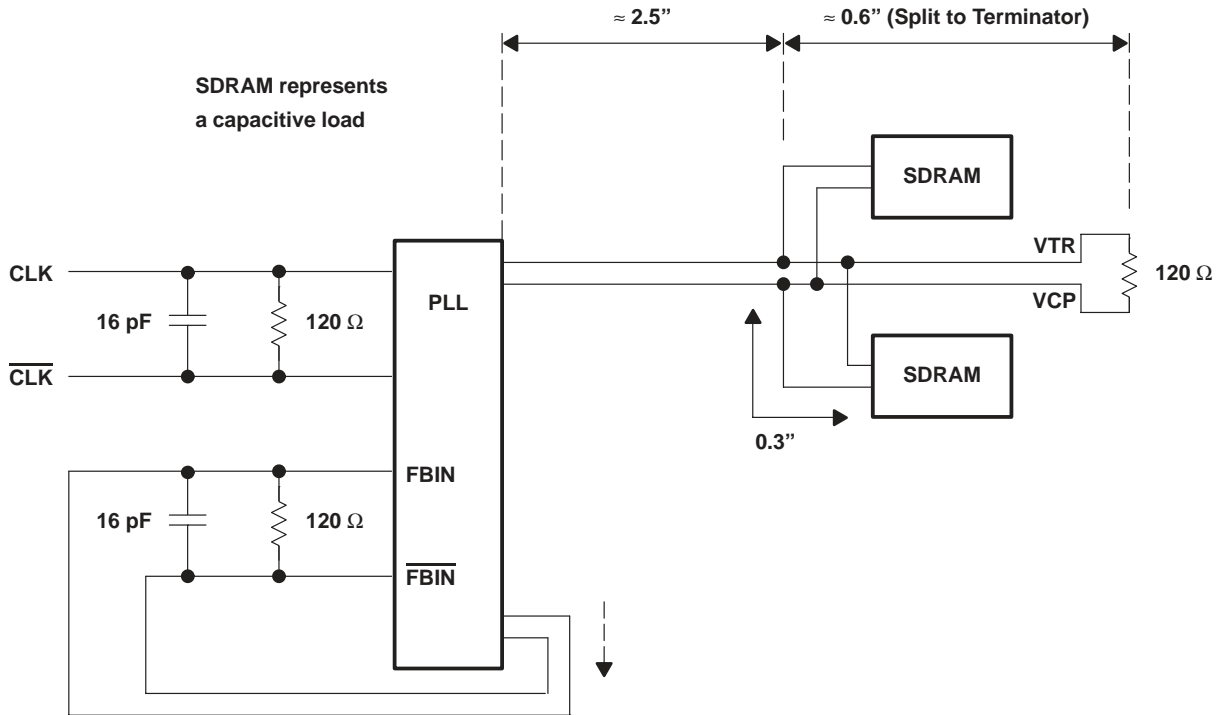 ≈ 2.5”
≈ 0.6” (Split to Terminator)
SDRAM represents
a capacitive load
SDRAM
CLK
PLL
VTR
16 pF
120 Ω
120 Ω
VCP
CLK
SDRAM
0.3”
FBIN
16 pF
120 Ω
FBIN